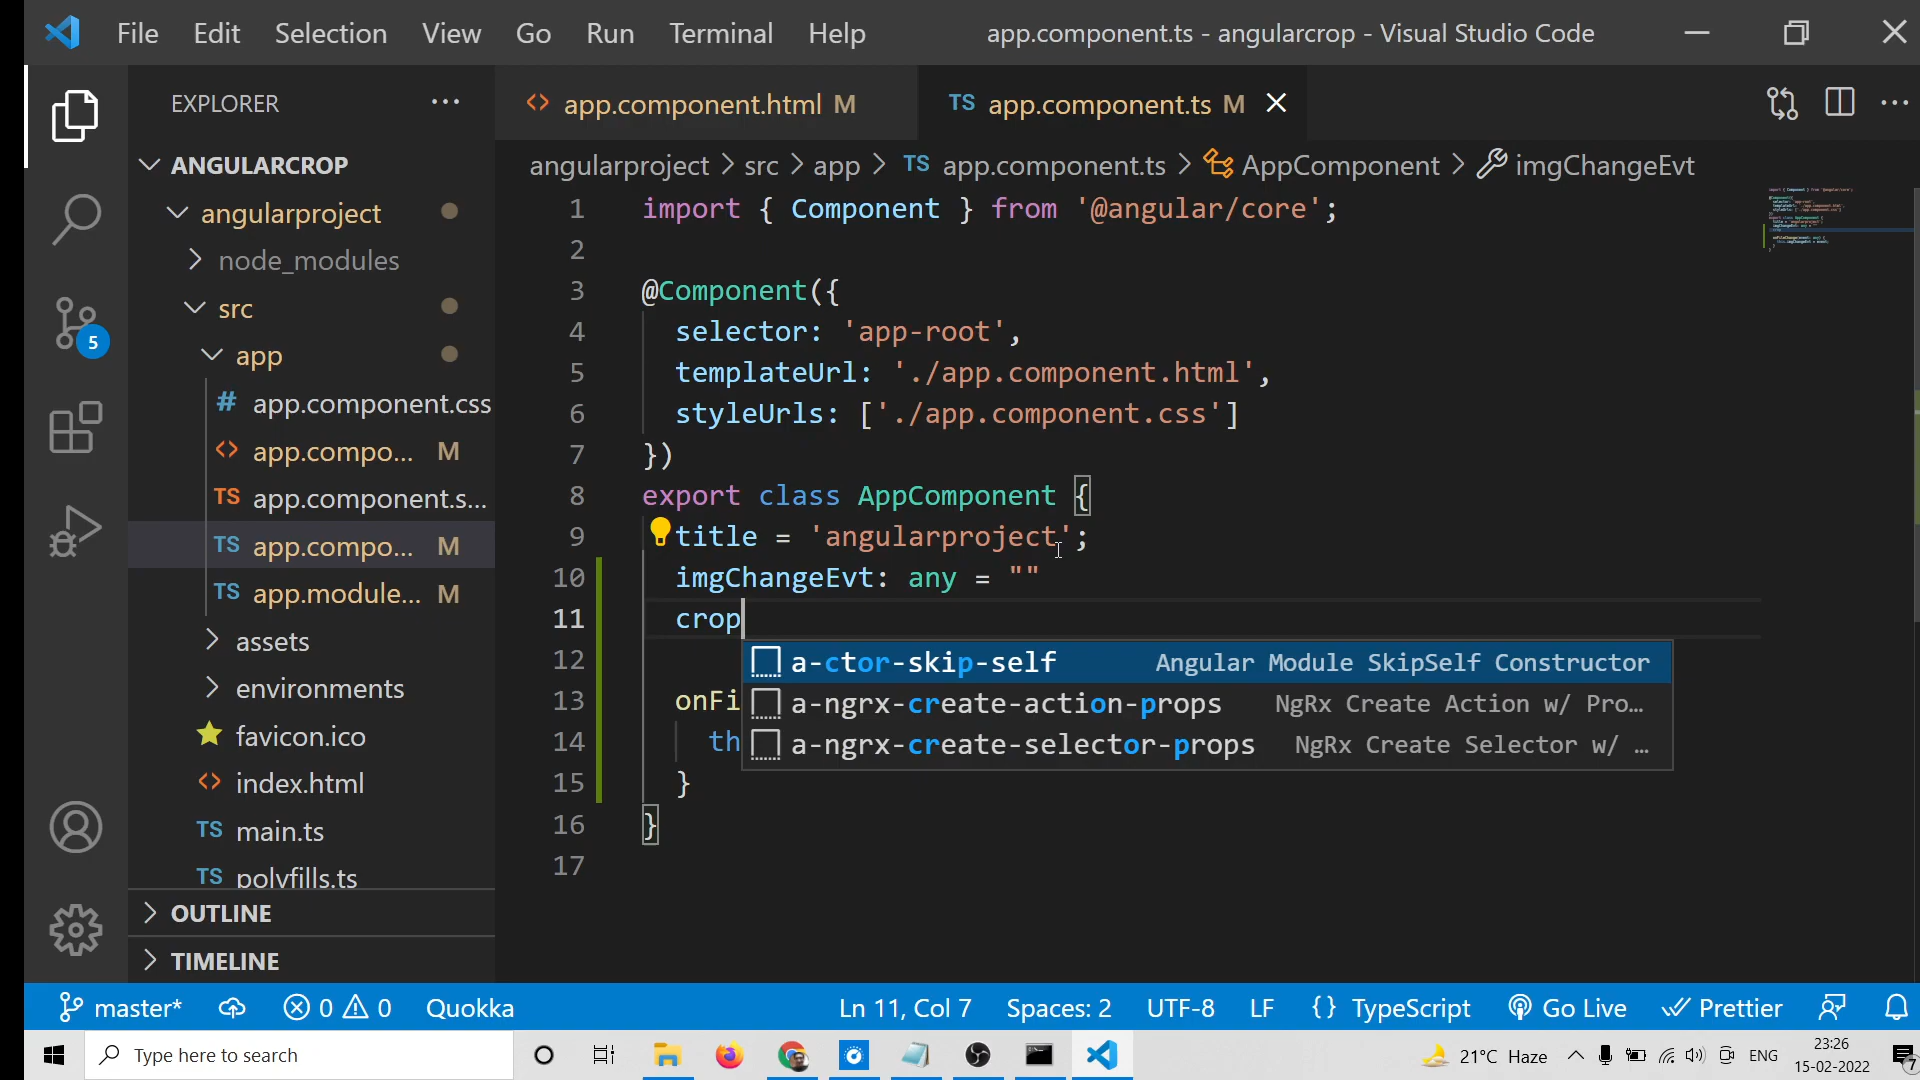 File Edit Selection View Go Run Terminal Help app.component.ts - angularcrop - Visual Studio Code
EXPLORER
app.component.html M
TS app.component.ts M
angularproject > src > app > TS app.component.ts > AppComponent > imgChangeEvt
ANGULARCROP
angularproject
node_modules
src
app
# app.component.css
app.compo... M
TS app.component.s...
TS app.compo... M
TS app.module... M
assets
environments
favicon.ico
index.html
TS main.ts
TS polyfills.ts
OUTLINE
TIMELINE
5
1 import { Component } from '@angular/core';
2
3 @Component({
4 selector: 'app-root',
5 templateUrl: './app.component.html',
6 styleUrls: ['./app.component.css']
7 })
8 export class AppComponent {
9 title = 'angularproject';
10 imgChangeEvt: any = ""
11 crop
12
13 onFi
14 th
15 }
16 }
17
a-ctor-skip-self Angular Module SkipSelf Constructor
a-ngrx-create-action-props NgRx Create Action w/ Pro...
a-ngrx-create-selector-props NgRx Create Selector w/ ...
master* 0 0 Quokka Ln 11, Col 7 Spaces: 2 UTF-8 LF {} TypeScript Go Live Prettier
Type here to search
21°C Haze ENG
23:26
15-02-2022
7